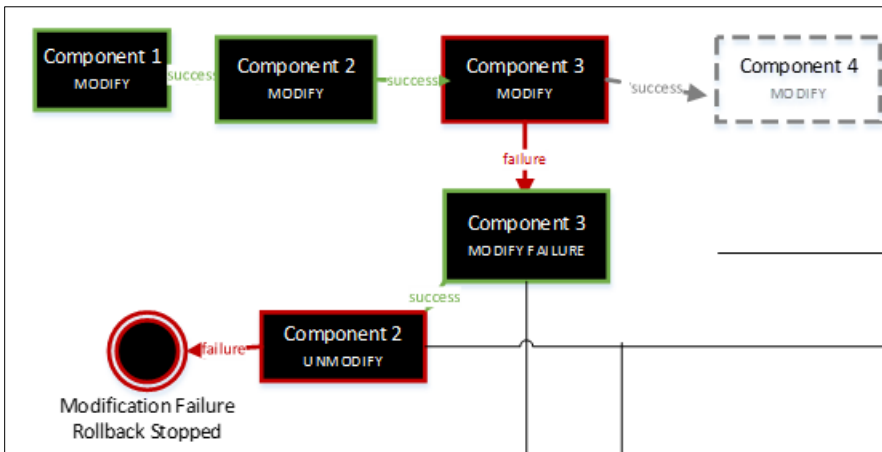 Component 1
MODIFY
success
Component 2
MODIFY
success
Component 3
MODIFY
success
Component 4
MODIFY
failure
Component 3
MODIFY FAILURE
success
Component 2
UNMODIFY
failure
Modification Failure
Rollback Stopped